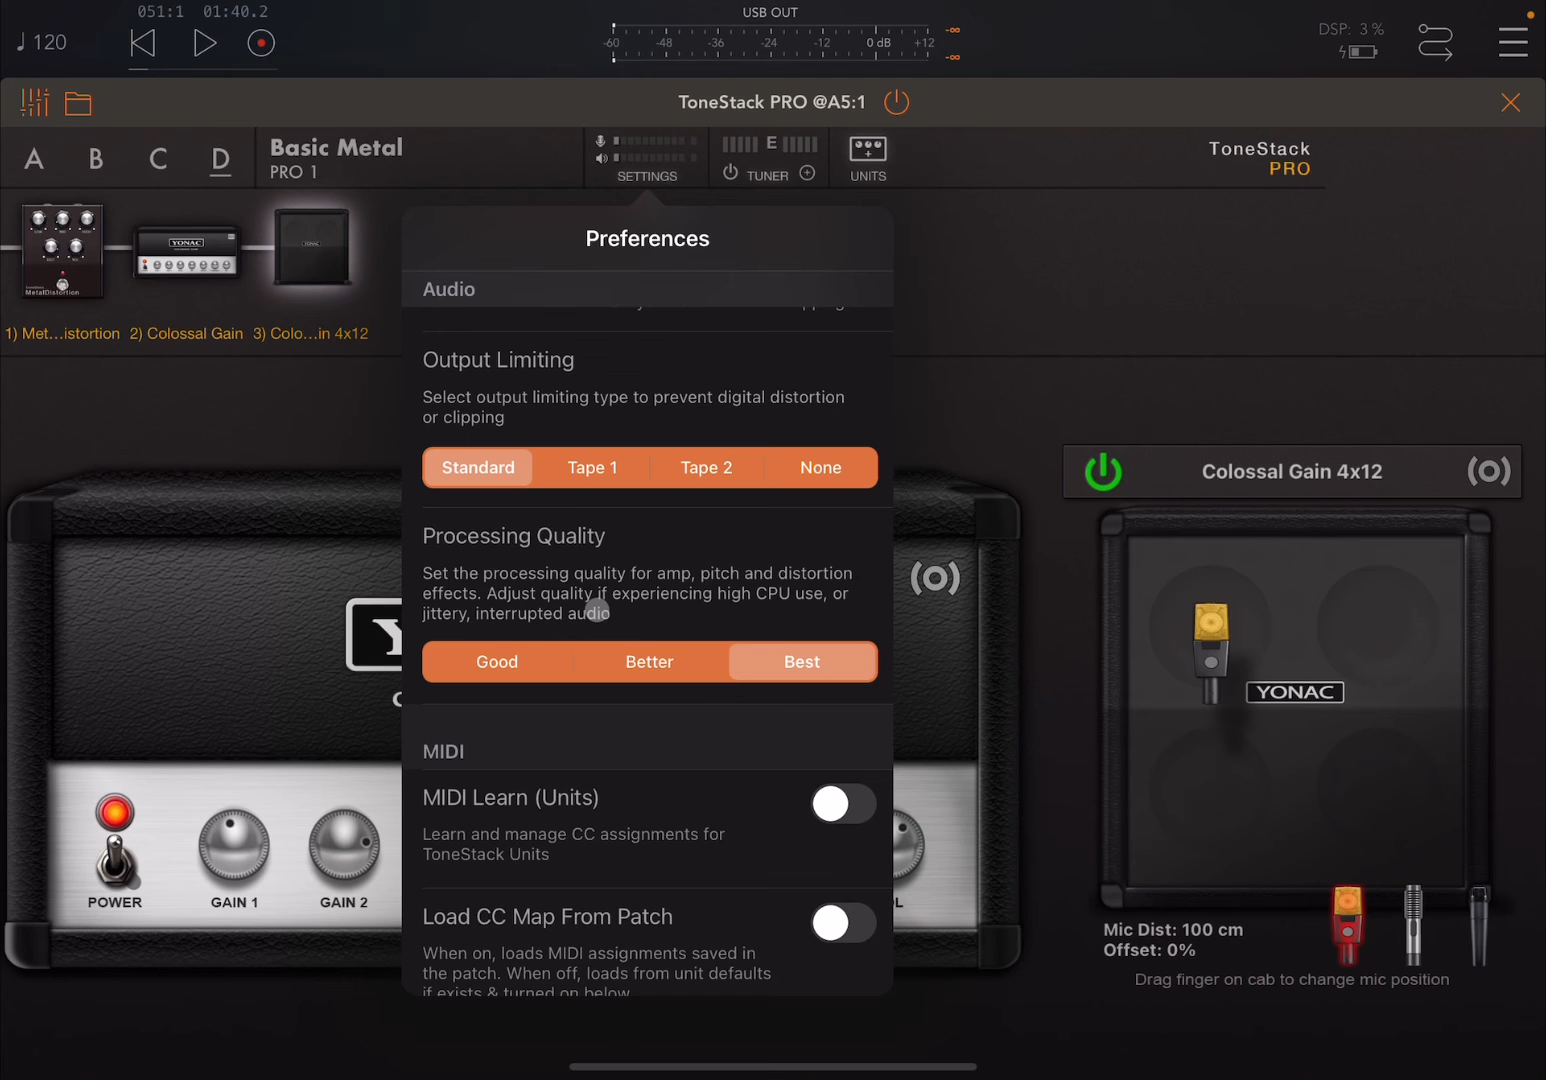 051:1 01:40.2
USB OUT
♩ 120
-60 -48 -36 -24 -12 0 dB +12
-∞
-∞
DSP: 3 %
ToneStack PRO @A5:1
A B C D
Basic Metal
PRO 1
SETTINGS
E
TUNER
UNITS
ToneStack
PRO
YONAC
MetalDistortion
1) Met...istortion 2) Colossal Gain 3) Colo...in 4x12
Preferences
Audio
Output Limiting
Select output limiting type to prevent digital distortion
or clipping
Standard Tape 1 Tape 2 None
Processing Quality
Set the processing quality for amp, pitch and distortion
effects. Adjust quality if experiencing high CPU use, or
jittery, interrupted audio
Good Better Best
MIDI
MIDI Learn (Units)
Learn and manage CC assignments for
ToneStack Units
Load CC Map From Patch
When on, loads MIDI assignments saved in
the patch. When off, loads from unit defaults
if exists & turned on below
POWER GAIN 1 GAIN 2
Colossal Gain 4x12
YONAC
Mic Dist: 100 cm
Offset: 0%
Drag finger on cab to change mic position